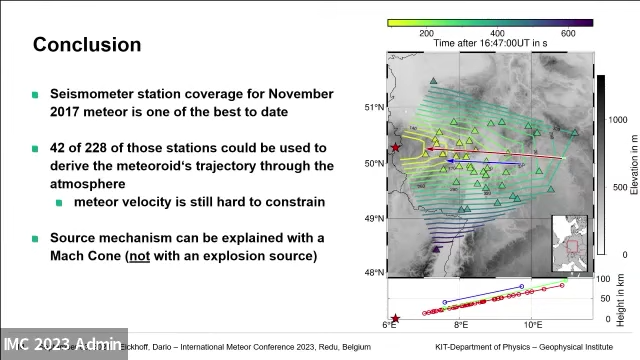 Conclusion
Seismometer station coverage for November
2017 meteor is one of the best to date
42 of 228 of those stations could be used to
derive the meteoroid's trajectory through the
atmosphere
meteor velocity is still hard to constrain
Source mechanism can be explained with a
Mach Cone (not with an explosion source)
200 400 600
Time after 16:47:00UT in s
51°N
50°N
49°N
48°N
1000
500
0
Elevation in m
100
50
0
Height in km
6°E 8°E 10°E
IMC 2023 Admin
Eickhoff, Dario – International Meteor Conference 2023, Redu, Belgium
KIT-Department of Physics – Geophysical Institute